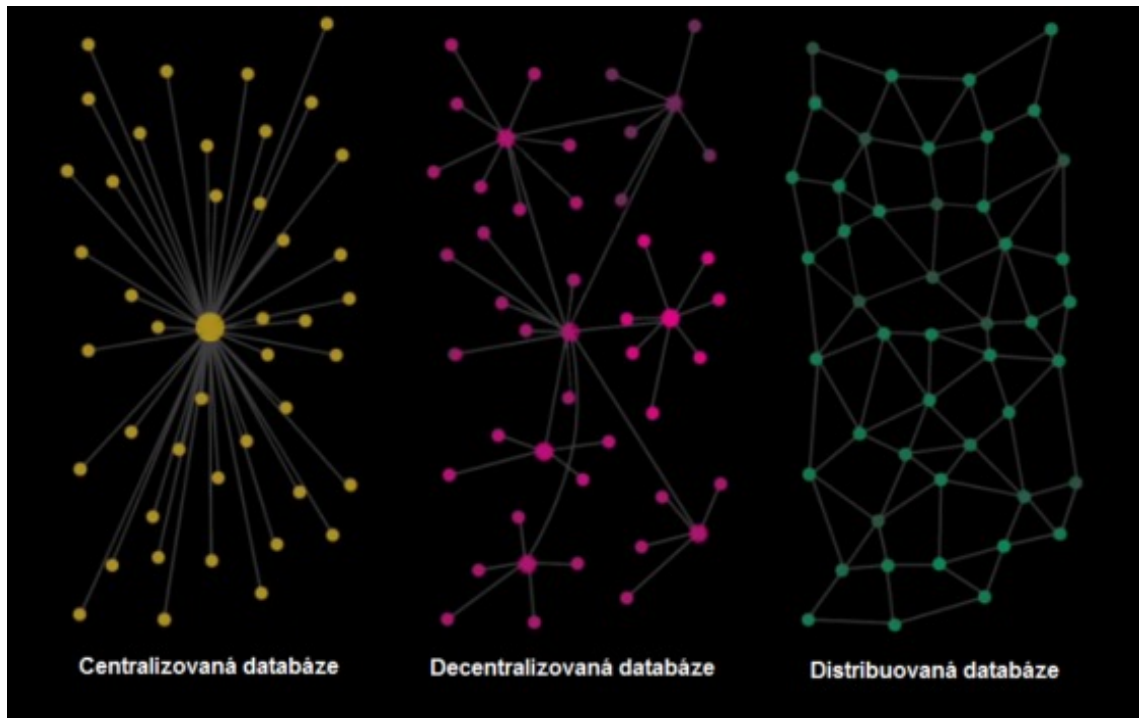 Centralizovaná databáze
Decentralizovaná databáze
Distribuovaná databáze